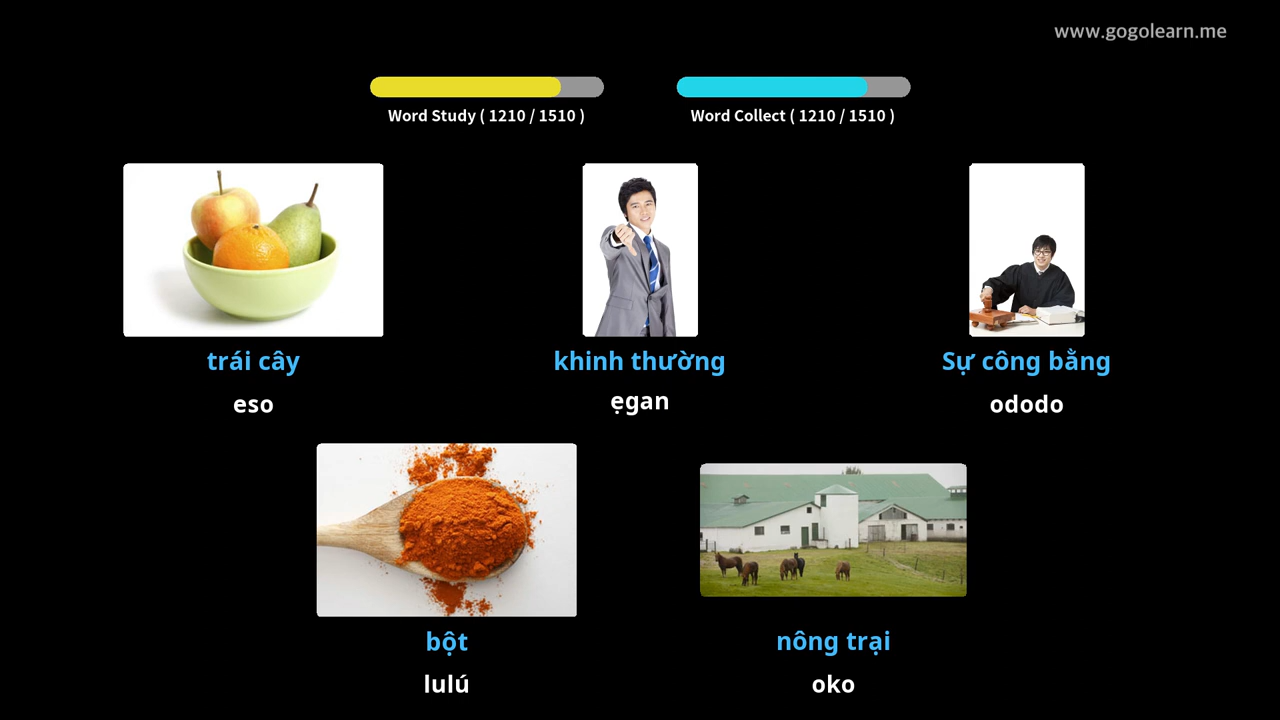 www.gogolearn.me
Word Study ( 1210 / 1510 )
Word Collect ( 1210 / 1510 )
trái cây
eso
khinh thường
ẹgan
Sự công bằng
ododo
bột
lulú
nông trại
oko